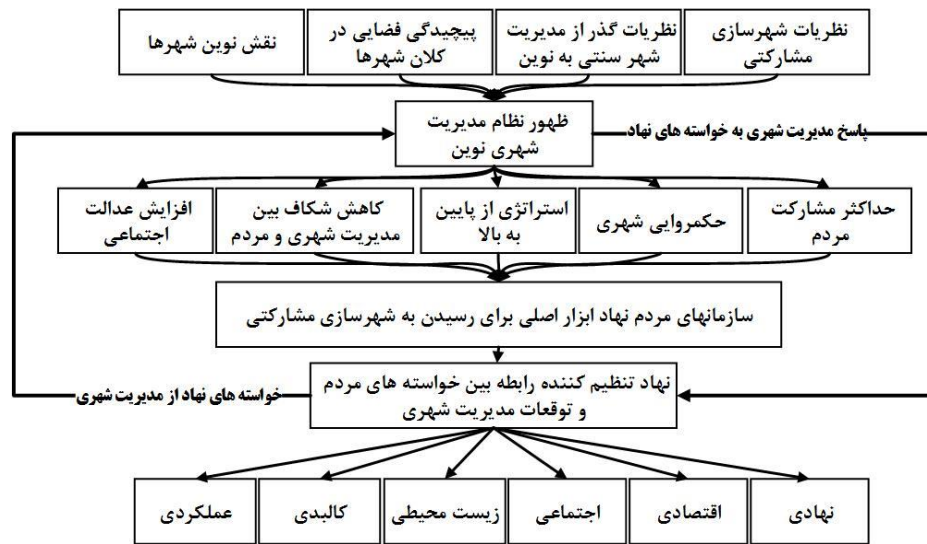 نظریات شهرسازی
مشارکتی
نظریات گذر از مدیریت
شهر سنتی به نوین
پیچیدگی فضایی در
کلان شهرها
نقش نوین شهرها
ظهور نظام مدیریت
شهری نوین
پاسخ مدیریت شهری به خواسته های نهاد
حداکثر مشارکت
مردم
حکمروایی شهری
استراتژی از پایین
به بالا
کاهش شکاف بین
مدیریت شهری و مردم
افزایش عدالت
اجتماعی
سازمانهای مردم نهاد ابزار اصلی برای رسیدن به شهرسازی مشارکتی
نهاد تنظیم کننده رابطه بین خواسته های مردم
و توقعات مدیریت شهری
خواسته های نهاد از مدیریت شهری
نهادی
اقتصادی
اجتماعی
زیست محیطی
کالبدی
عملکردی